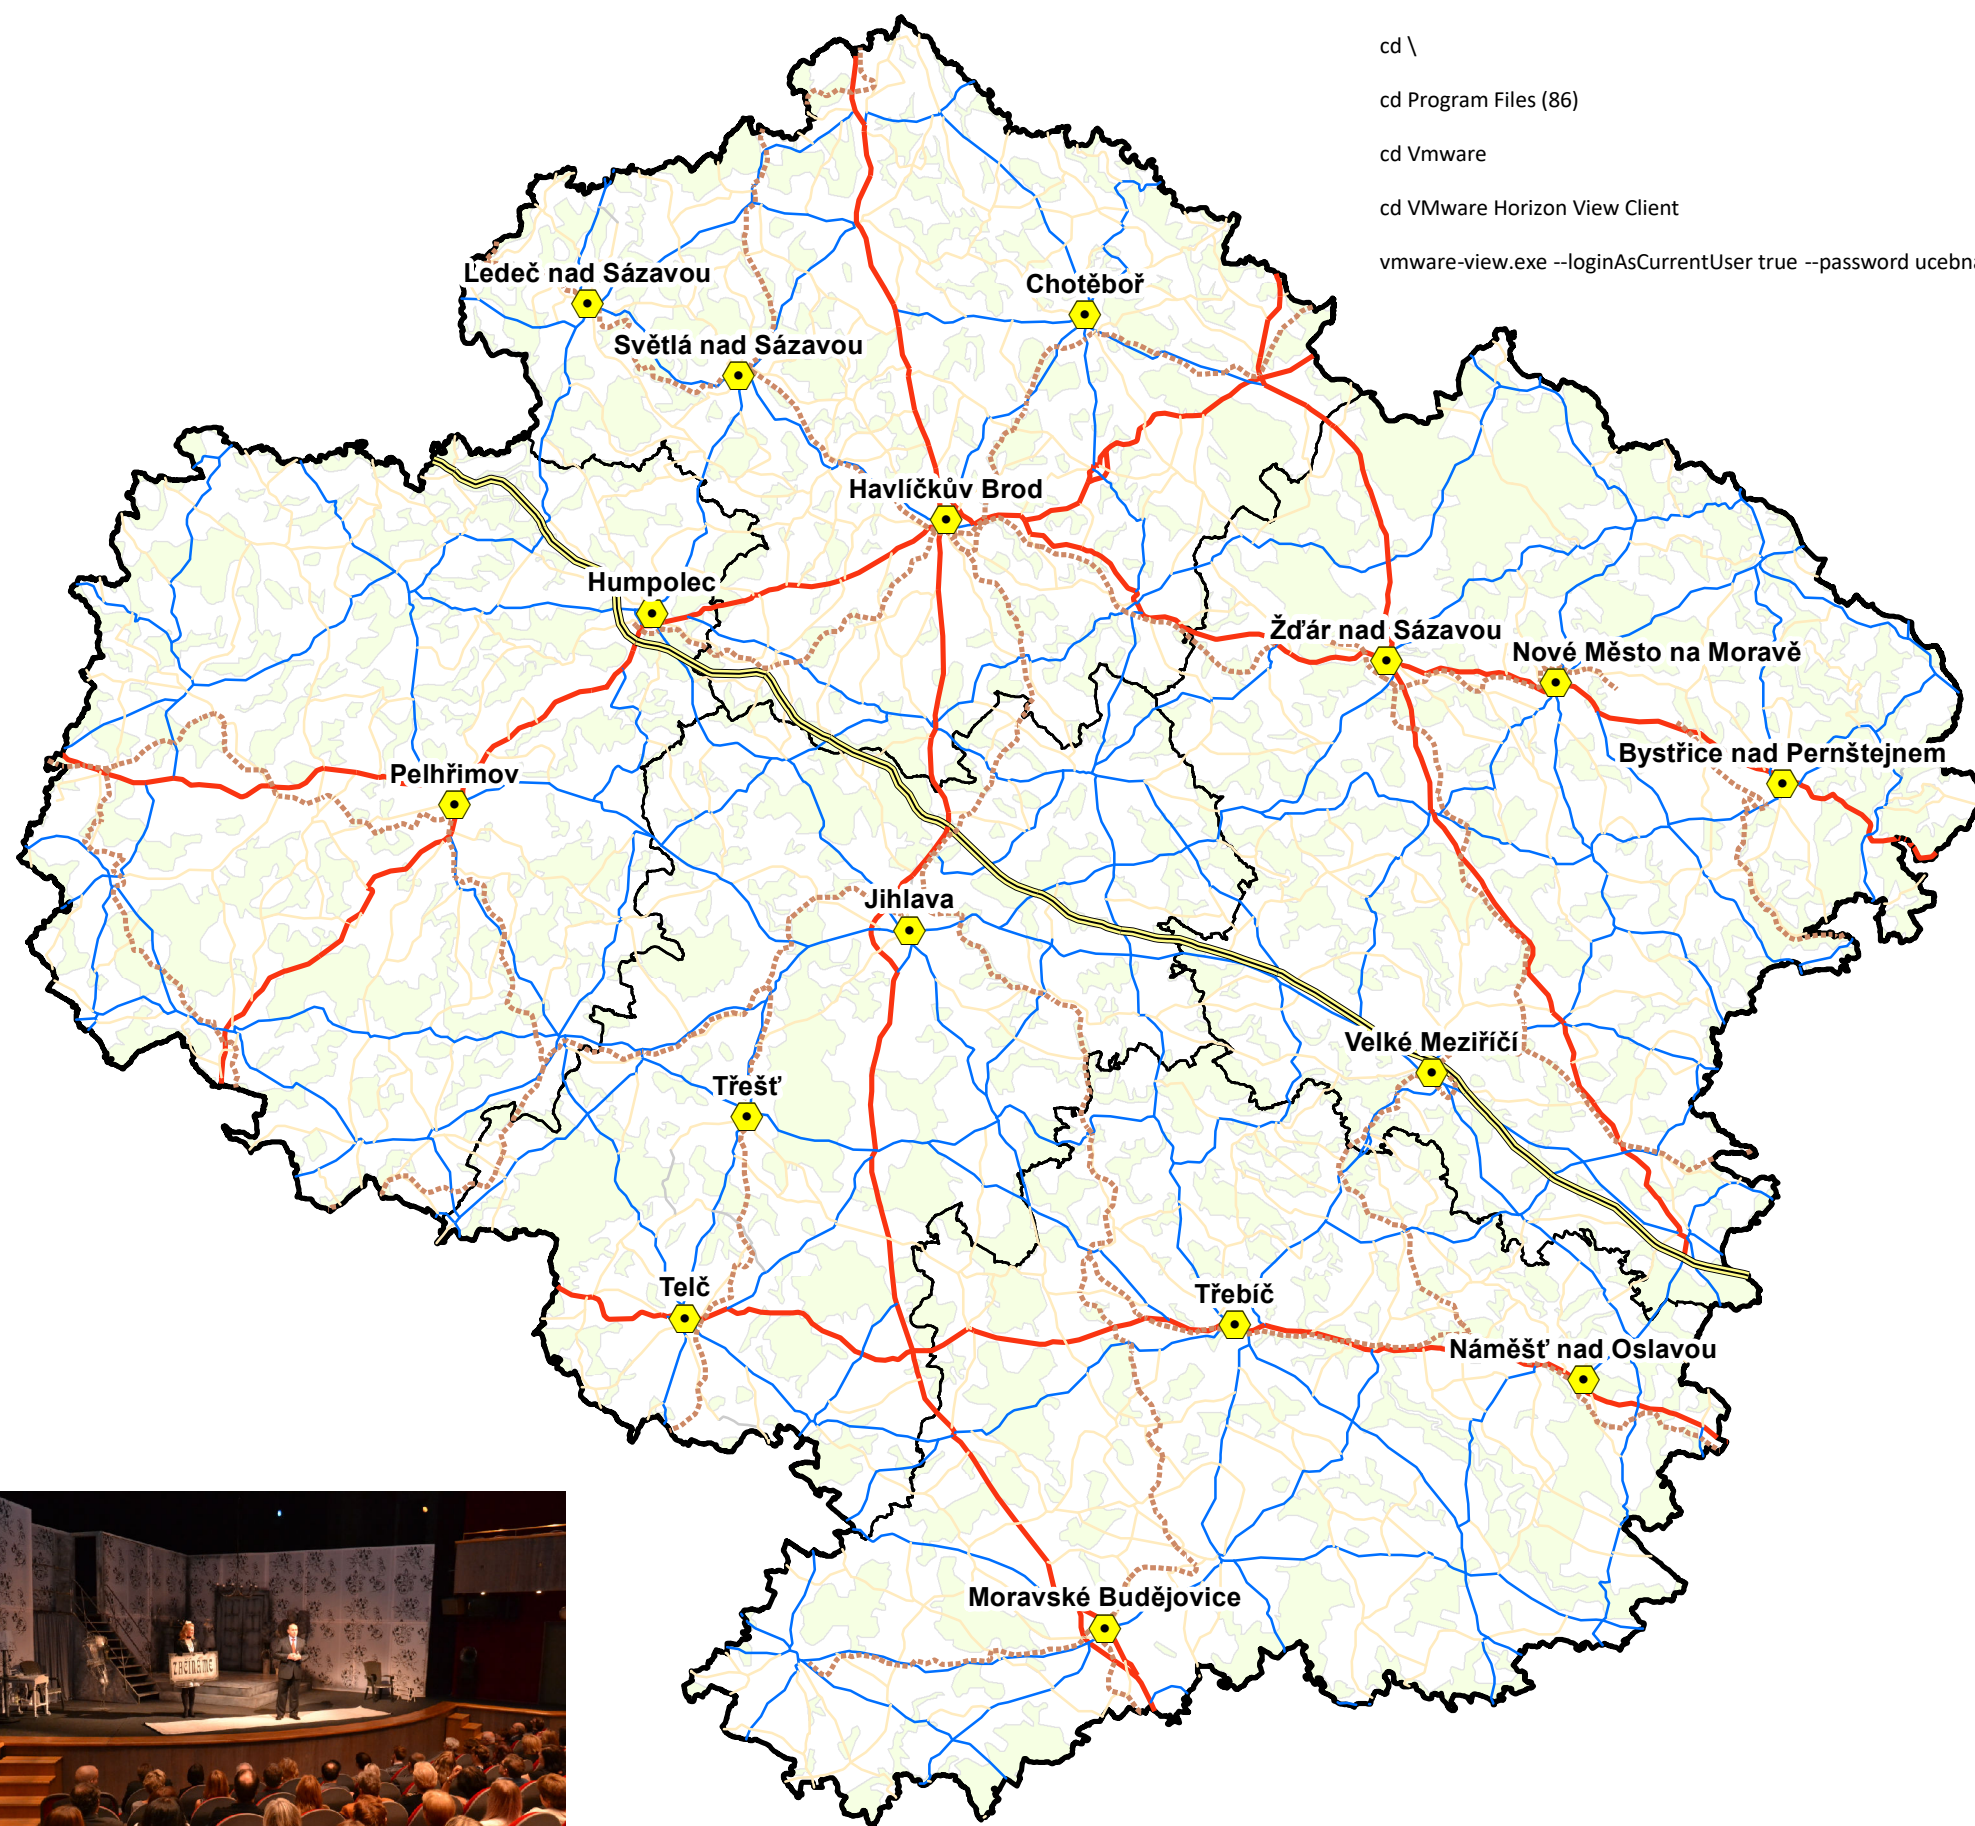 cd \
cd Program Files (86)
cd Vmware
cd VMware Horizon View Client
vmware-view.exe --loginAsCurrentUser true --password ucebna
Ledeč nad Sázavou
Chotěboř
Světlá nad Sázavou
Havlíčkův Brod
Humpolec
Žďár nad Sázavou
Nové Město na Moravě
Bystřice nad Pernštejnem
Pelhřimov
Jihlava
Velké Meziříčí
Třešť
Telč
Třebíč
Náměšť nad Oslavou
Moravské Budějovice
ZAČÍNÁME